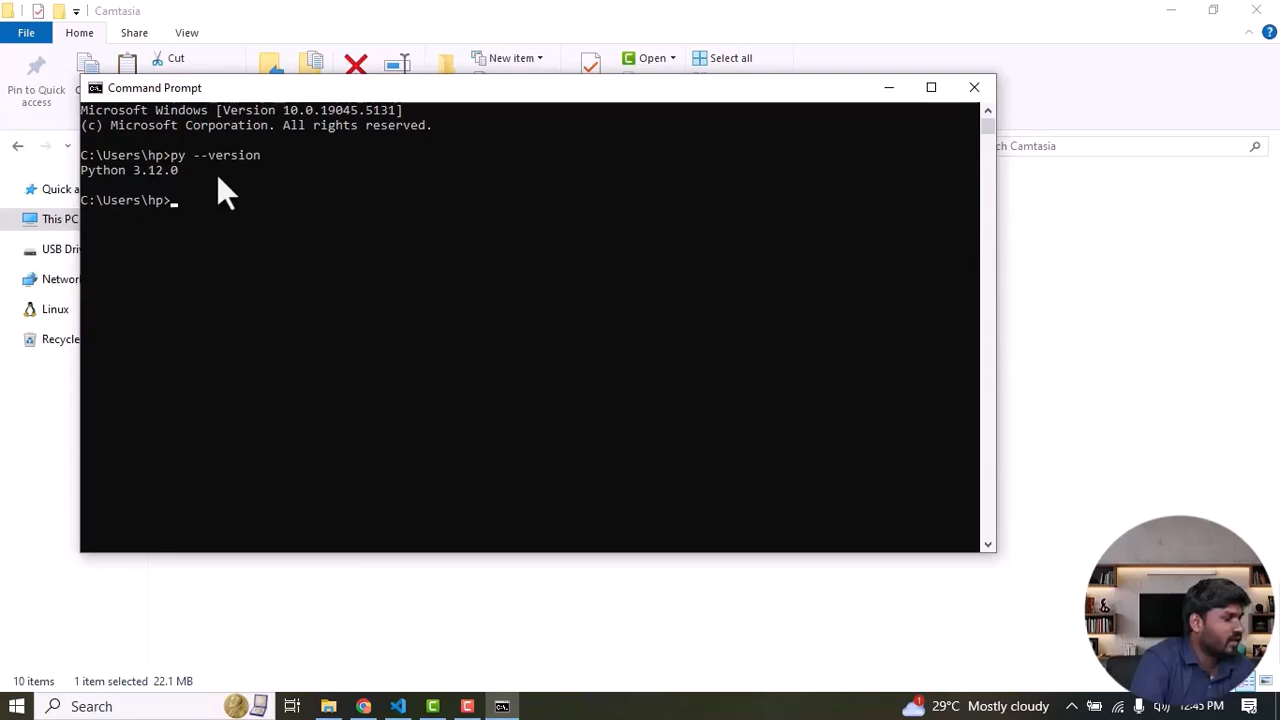 Camtasia
File
Home
Share
View
Pin to Quick
access
Cut
New item
Open
Select all
Command Prompt
Microsoft Windows [Version 10.0.19045.5131]
(c) Microsoft Corporation. All rights reserved.
C:\Users\hp>py --version
Python 3.12.0
C:\Users\hp>
ch Camtasia
Quick a
This PC
USB Driv
Networ
Linux
Recycle
10 items
1 item selected
22.1 MB
Search
1
29°C
Mostly cloudy
12:45 PM